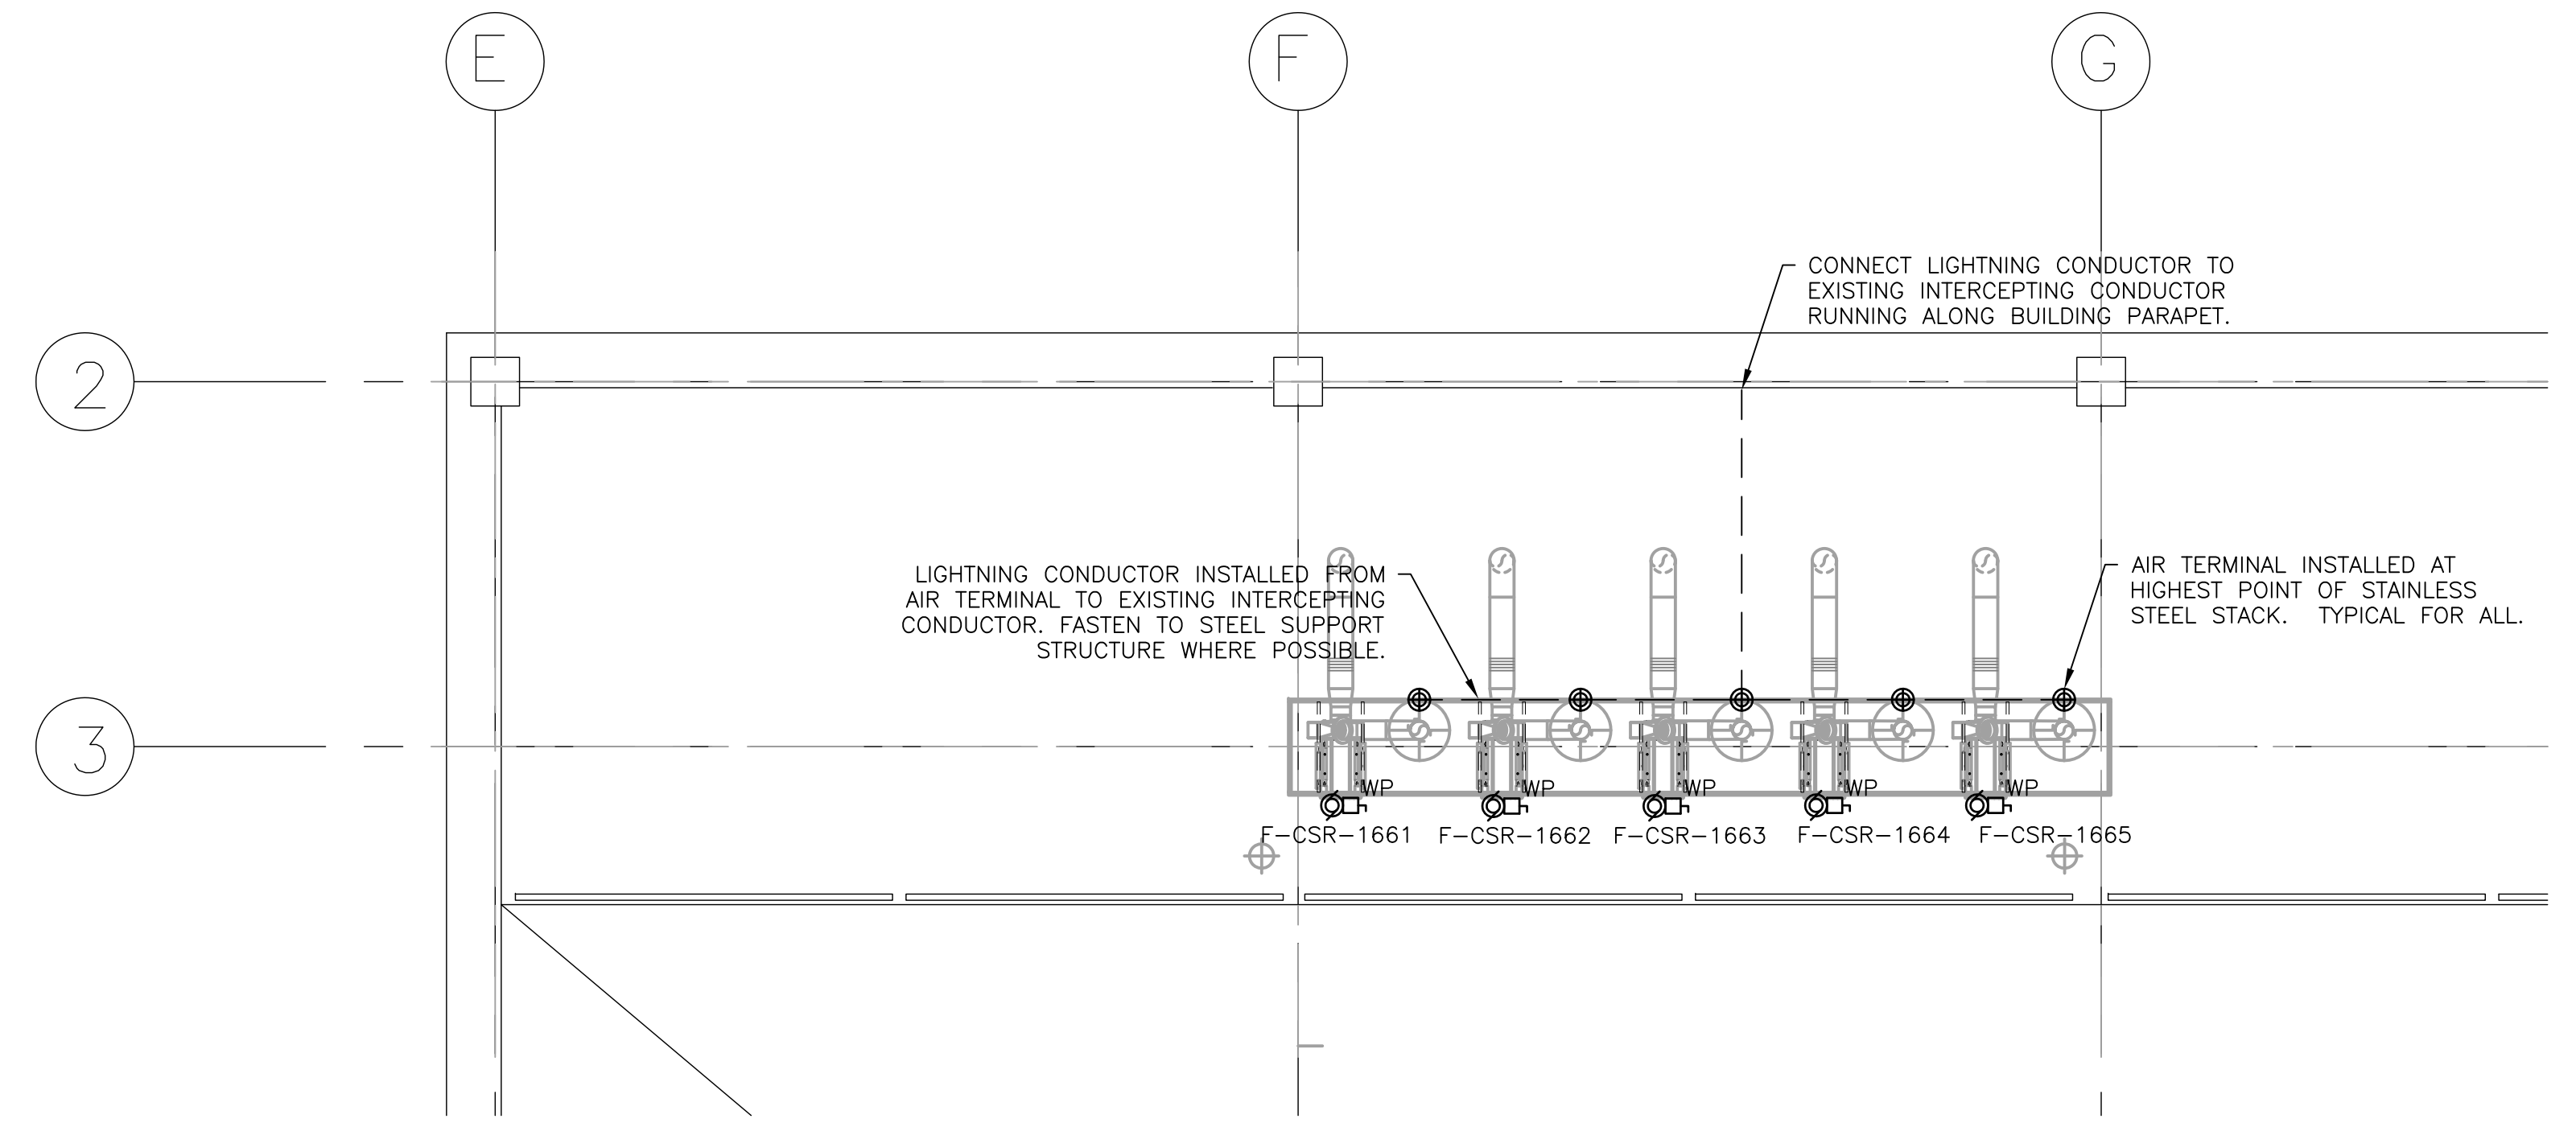 E
F
G
CONNECT LIGHTNING CONDUCTOR TO
EXISTING INTERCEPTING CONDUCTOR
RUNNING ALONG BUILDING PARAPET.
2
LIGHTNING CONDUCTOR INSTALLED FROM
AIR TERMINAL TO EXISTING INTERCEPTING
CONDUCTOR. FASTEN TO STEEL SUPPORT
STRUCTURE WHERE POSSIBLE.
AIR TERMINAL INSTALLED AT
HIGHEST POINT OF STAINLESS
STEEL STACK. TYPICAL FOR ALL.
3
WP
WP
WP
WP
WP
F-CSR-1661
F-CSR-1662
F-CSR-1663
F-CSR-1664
F-CSR-1665